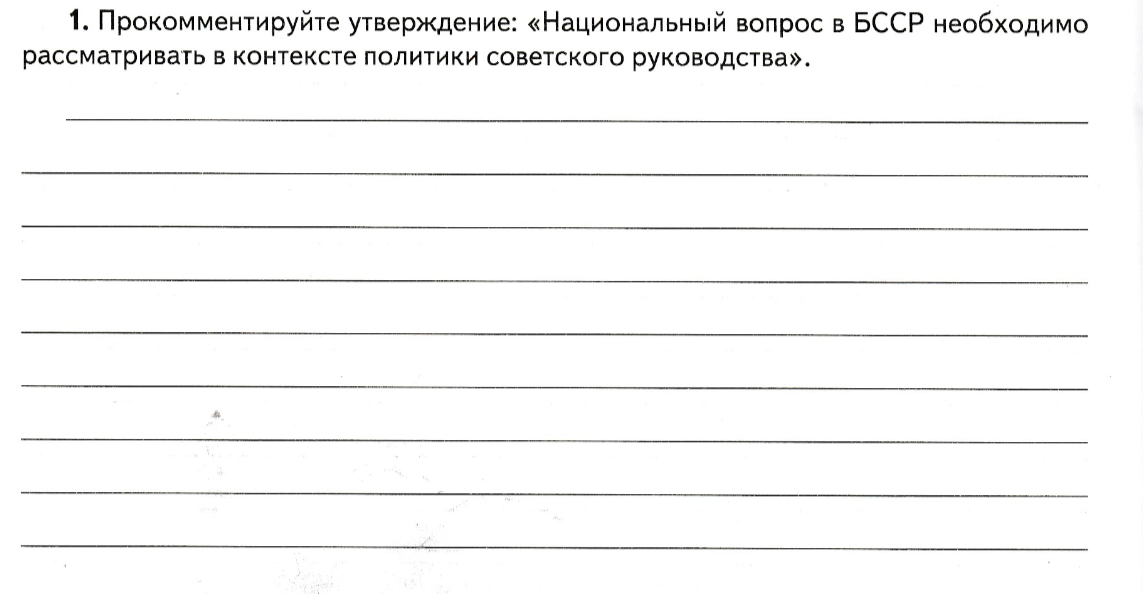 1. Прокомментируйте утверждение: «Национальный вопрос в БССР необходимо
рассматривать в контексте политики советского руководства».